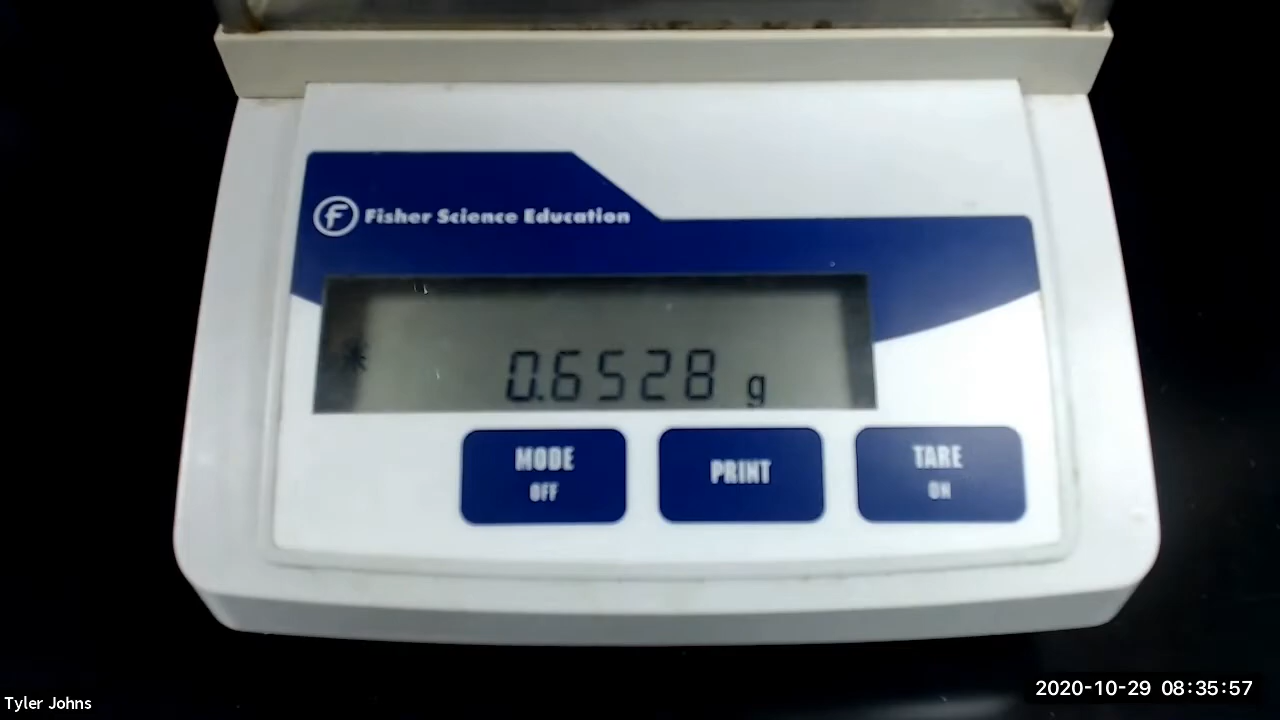 f Fisher Science Education
* 0.6528 g
MODE
OFF
PRINT
TARE
ON
Tyler Johns
2020-10-29 08:35:57